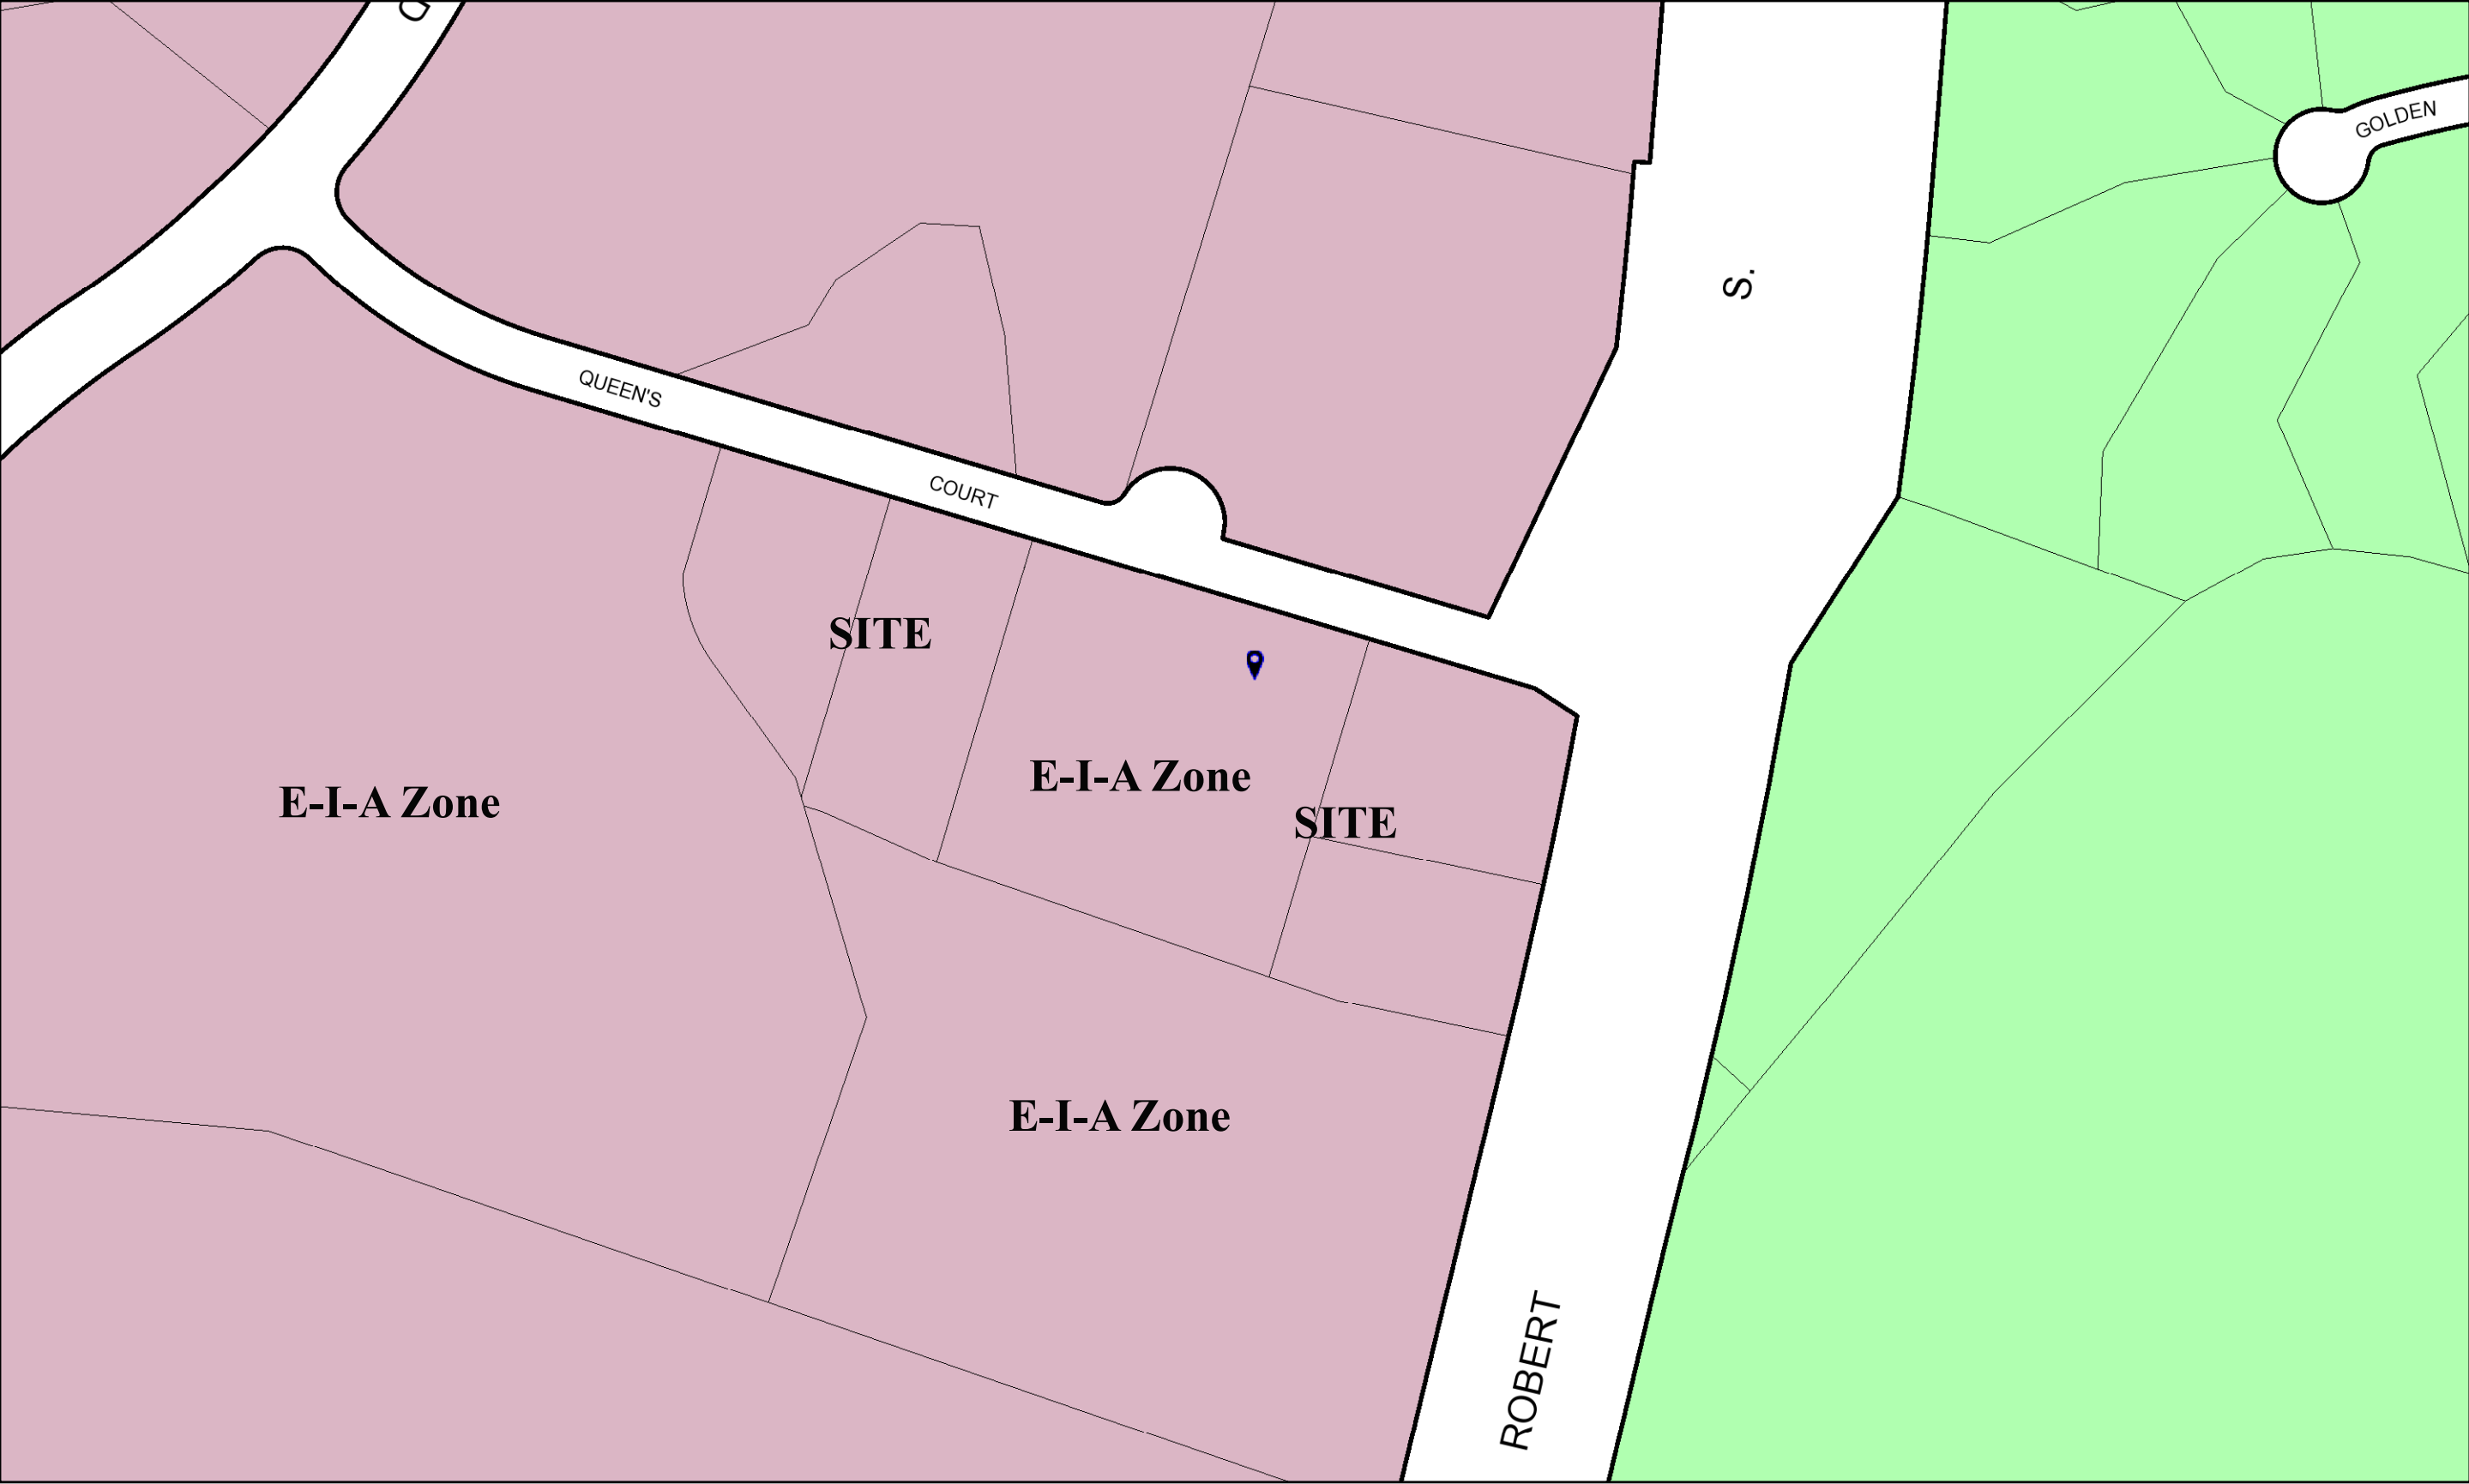 GOLDEN
S.
QUEEN'S
COURT
SITE
E-I-A Zone
E-I-A Zone
SITE
E-I-A Zone
ROBERT